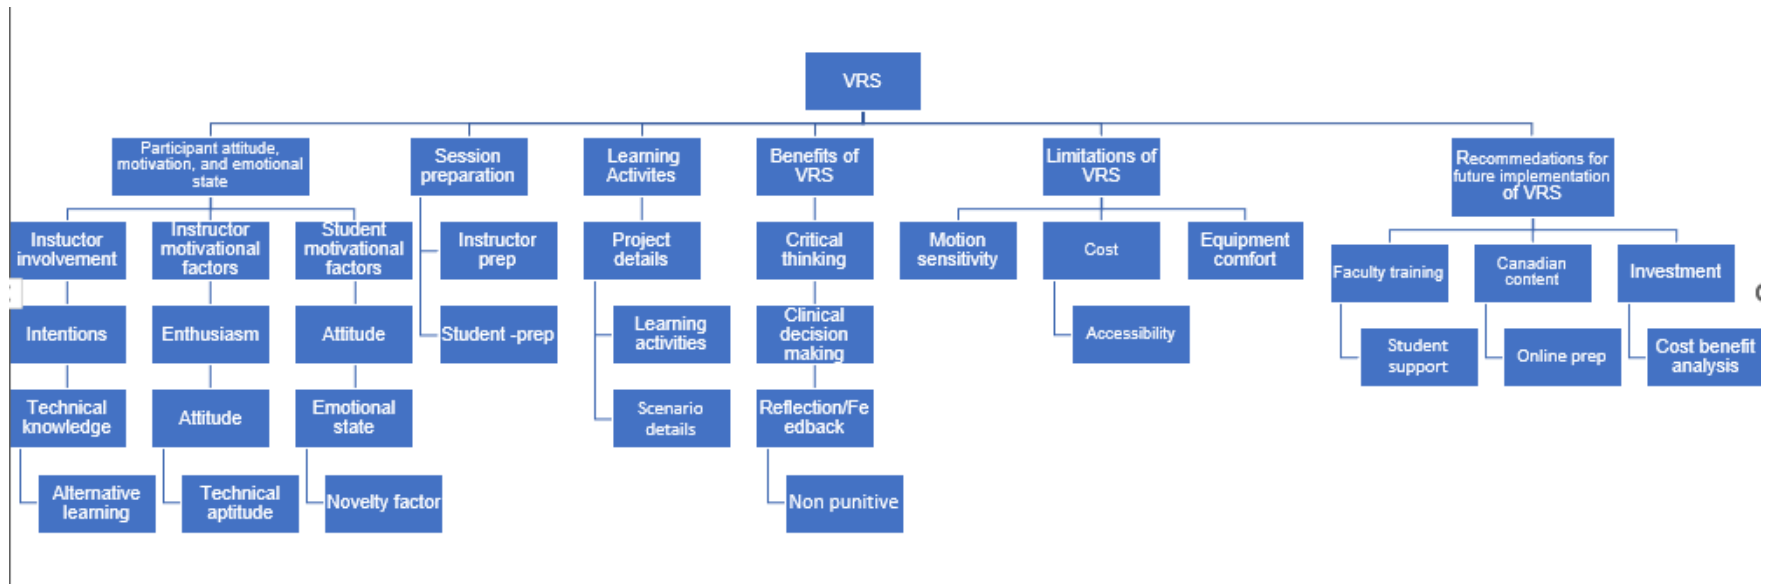 VRS
Participant attitude,
motivation, and emotional
state
Session
preparation
Learning
Activites
Benefits of
VRS
Limitations of
VRS
Recommedations for
future implementation
of VRS
Instuctor
involvement
Instructor
motivational
factors
Student
motivational
factors
Instructor
prep
Project
details
Critical
thinking
Motion
sensitivity
Cost
Equipment
comfort
Faculty training
Canadian
content
Investment
Intentions
Enthusiasm
Attitude
Student -prep
Learning
activities
Clinical
decision
making
Accessibility
Student
support
Online prep
Cost benefit
analysis
Technical
knowledge
Attitude
Emotional
state
Scenario
details
Reflection/Fe
edback
Alternative
learning
Technical
aptitude
Novelty factor
Non punitive